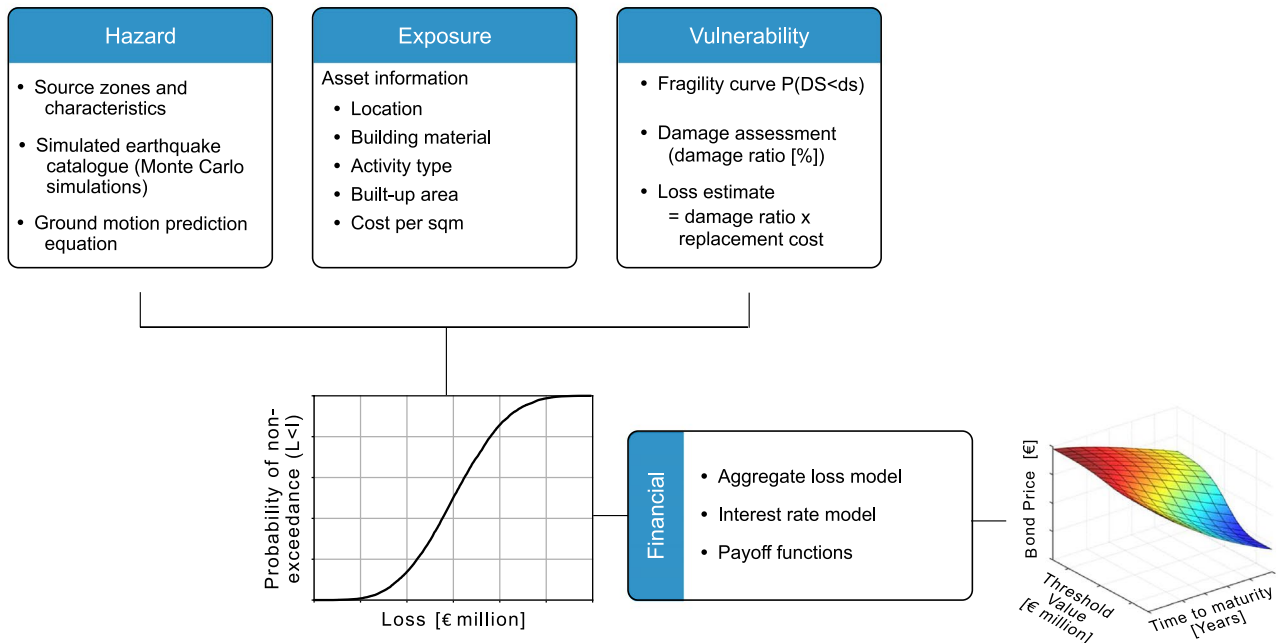 Hazard
• Source zones and
characteristics
• Simulated earthquake
catalogue (Monte Carlo
simulations)
• Ground motion prediction
equation
Exposure
Asset information
• Location
• Building material
• Activity type
• Built-up area
• Cost per sqm
Vulnerability
• Fragility curve P(DS<ds)
• Damage assessment
(damage ratio [%])
• Loss estimate
= damage ratio x
replacement cost
Probability of non-
exceedance (L<l)
Loss [€ million]
Financial
• Aggregate loss model
• Interest rate model
• Payoff functions
Bond Price [€]
Threshold
Value
[€ million]
Time to maturity
[Years]